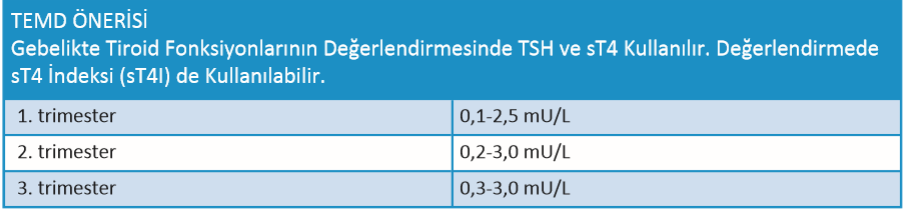 TEMD ÖNERİSİ
Gebelikte Tiroid Fonksiyonlarının Değerlendirmesinde TSH ve sT4 Kullanılır. Değerlendirmede
sT4 İndeksi (sT4I) de Kullanılabilir.
1. trimester 0,1-2,5 mU/L
2. trimester 0,2-3,0 mU/L
3. trimester 0,3-3,0 mU/L